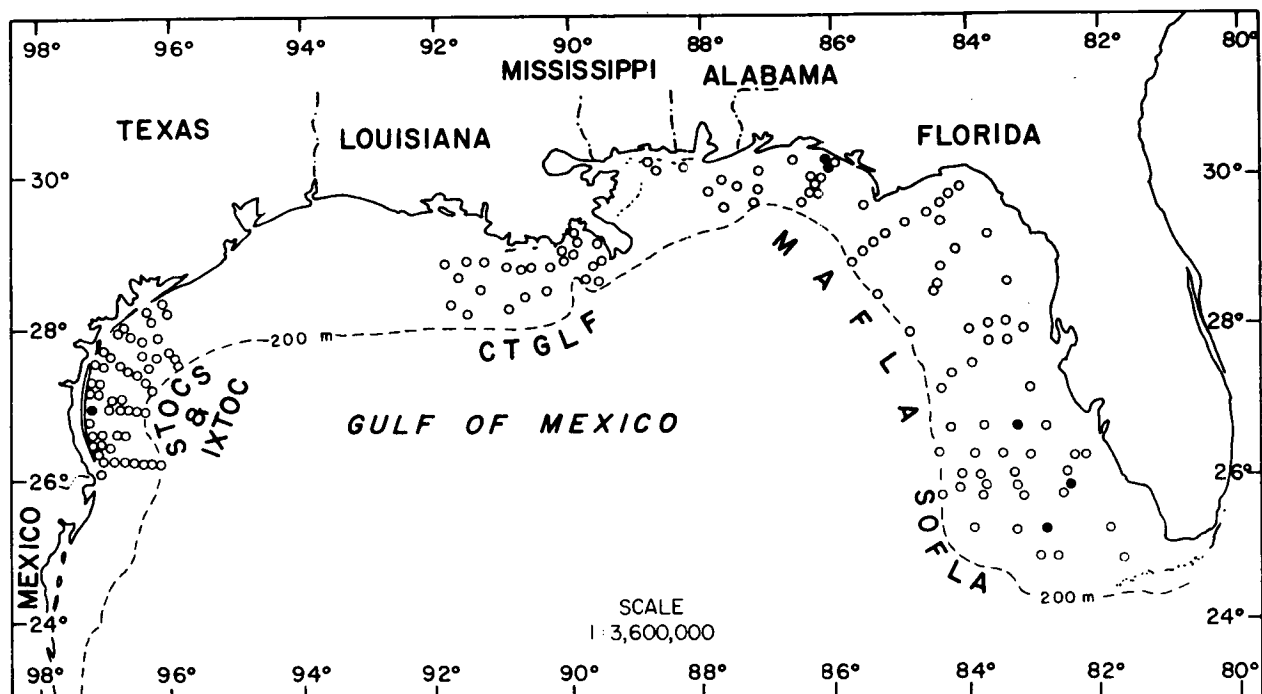 98° 96° 94° 92° 90° 88° 86° 84° 82° 80°
MISSISSIPPI ALABAMA
TEXAS LOUISIANA FLORIDA
30° 30°
MAFLA
28° 200 m 28°
CTGLF
STOCS
&
IXTOC
GULF OF MEXICO
26° 26°
SOFLA
MEXICO
200 m
SCALE
1:3,600,000
24° 24°
98° 96° 94° 92° 90° 88° 86° 84° 82° 80°